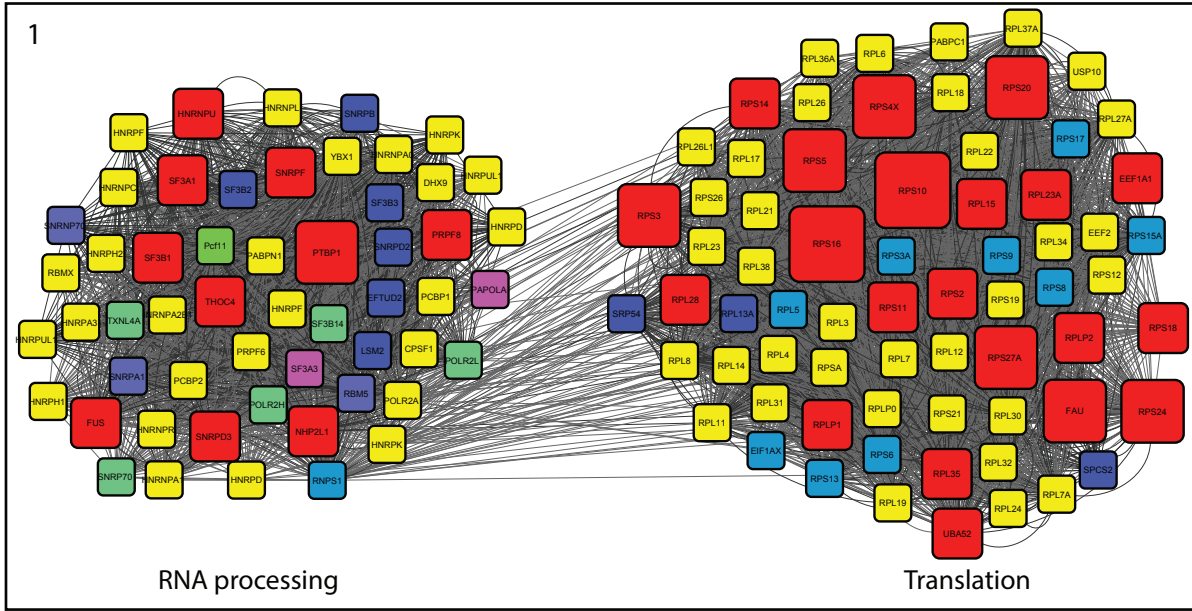 1
HNRNPU
HNRNPL
SNRPB
HNRPF
HNRPK
YBX1
HNRNPA0
SF3A1
SNRPF
HNRNPC
SF3B2
DHX9
HNRPUL1
SF3B3
SNRNP70
PRPF8
HNRPD
Pcf11
SNRPD2
HNRPH2
SF3B1
PABPN1
PTBP1
RBMX
THOC4
EFTUD2
PCBP1
PAPOLA
HNRPA3
TXNL4A
HNRNPA2B1
HNRPF
SF3B14
HNRPUL1
PRPF6
LSM2
CPSF1
POLR2L
SNRPA1
PCBP2
SF3A3
RBM5
HNRPH1
POLR2H
POLR2A
FUS
HNRNPR
SNRPD3
NHP2L1
HNRPK
SNRP70
HNRNPA1
HNRPD
RNPS1
RNA processing
RPL37A
PABPC1
RPL6
RPL36A
USP10
RPS20
RPS14
RPL26
RPS4X
RPL18
RPL27A
RPS17
RPL26L1
RPL17
RPS5
RPL22
EEF1A1
RPS10
RPS26
RPL21
RPL15
RPL23A
RPS3
RPS16
EEF2
RPS15A
RPL23
RPL34
RPL38
RPS3A
RPS9
RPS12
RPL28
RPS8
SRP54
RPL13A
RPL5
RPS11
RPS2
RPS19
RPL3
RPS18
RPLP2
RPL8
RPL14
RPL4
RPSA
RPL7
RPL12
RPS27A
RPL31
RPLP0
RPS21
RPL30
FAU
RPS24
RPL11
RPLP1
EIF1AX
RPS6
RPL32
SPCS2
RPS13
RPL35
RPL7A
RPL19
RPL24
UBA52
Translation